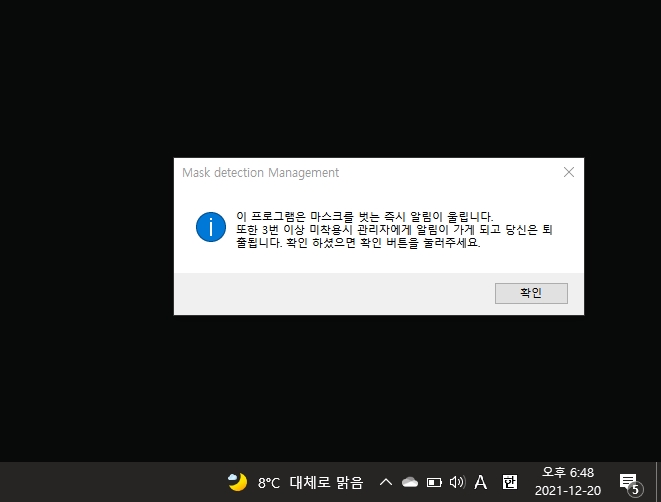 Mask detection Management
이 프로그램은 마스크를 벗는 즉시 알림이 울립니다.
또한 3번 이상 미착용시 관리자에게 알림이 가게 되고 당신은 퇴
출됩니다. 확인 하셨으면 확인 버튼을 눌러주세요.
확인
8°C 대체로 맑음
A
한
오후 6:48
2021-12-20
5